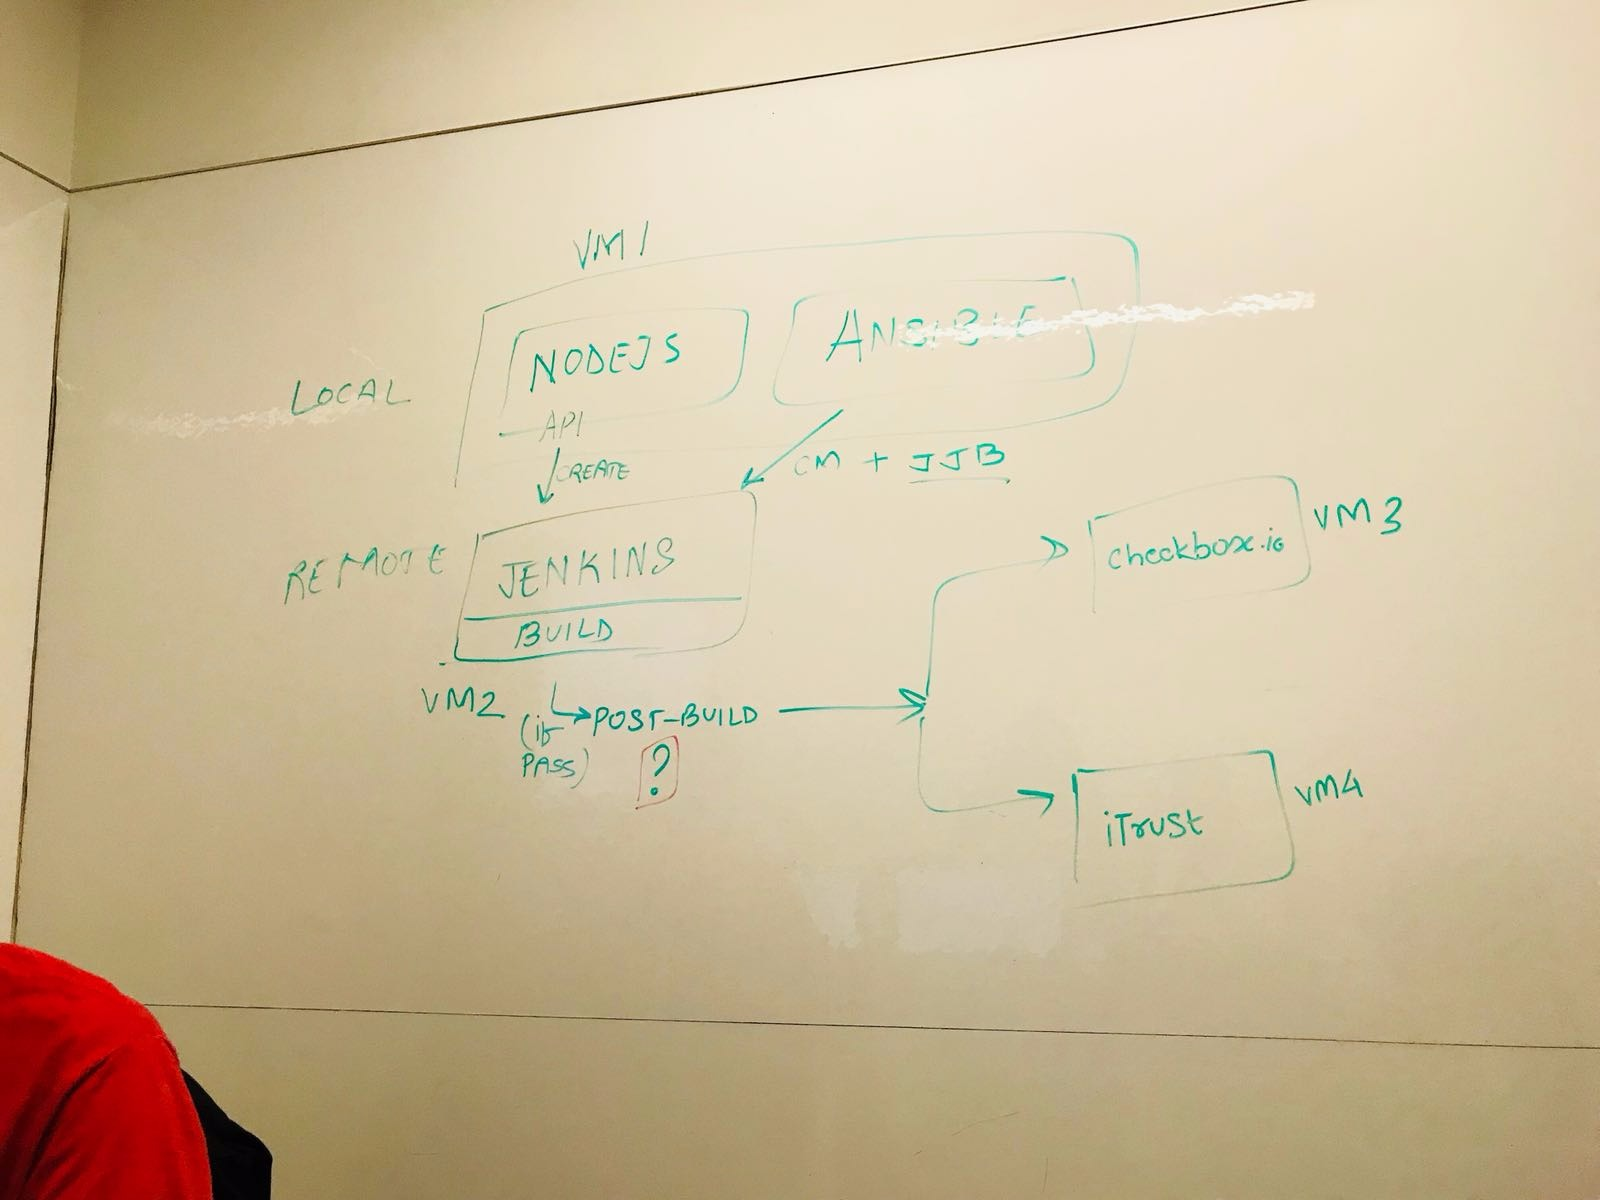 VM1
NODEJS
ANSIBLE
LOCAL
API
CREATE
CM + JJB
REMOTE
JENKINS
BUILD
VM2
(if PASS)
POST-BUILD
?
checkbox.io
VM3
iTrust
VM4